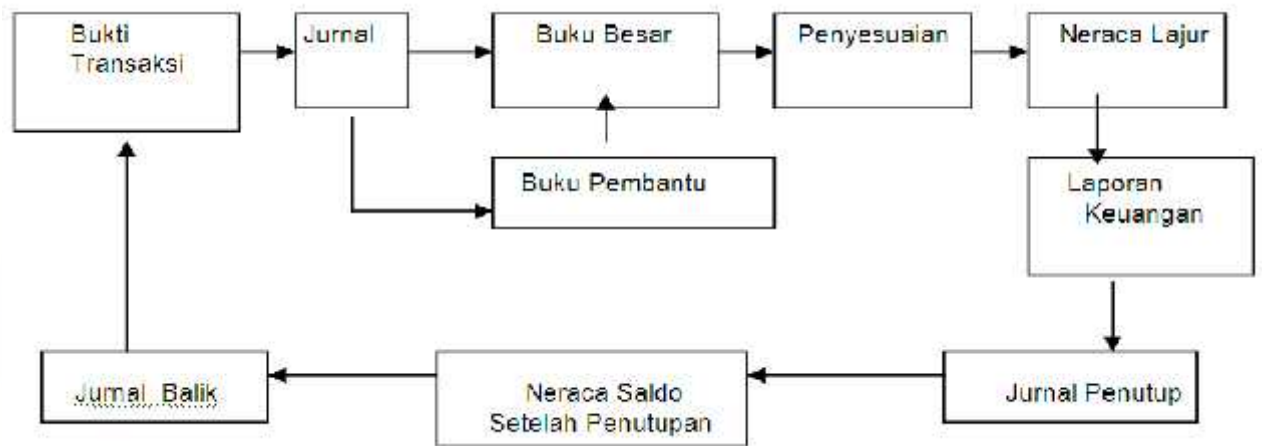 Bukti
Transaksi
Jurnal
Buku Besar
Penyesuaian
Neraca Lajur
Buku Pembantu
Laporan
Keuangan
Jurnal Balik
Neraca Saldo
Setelah Penutupan
Jurnal Penutup